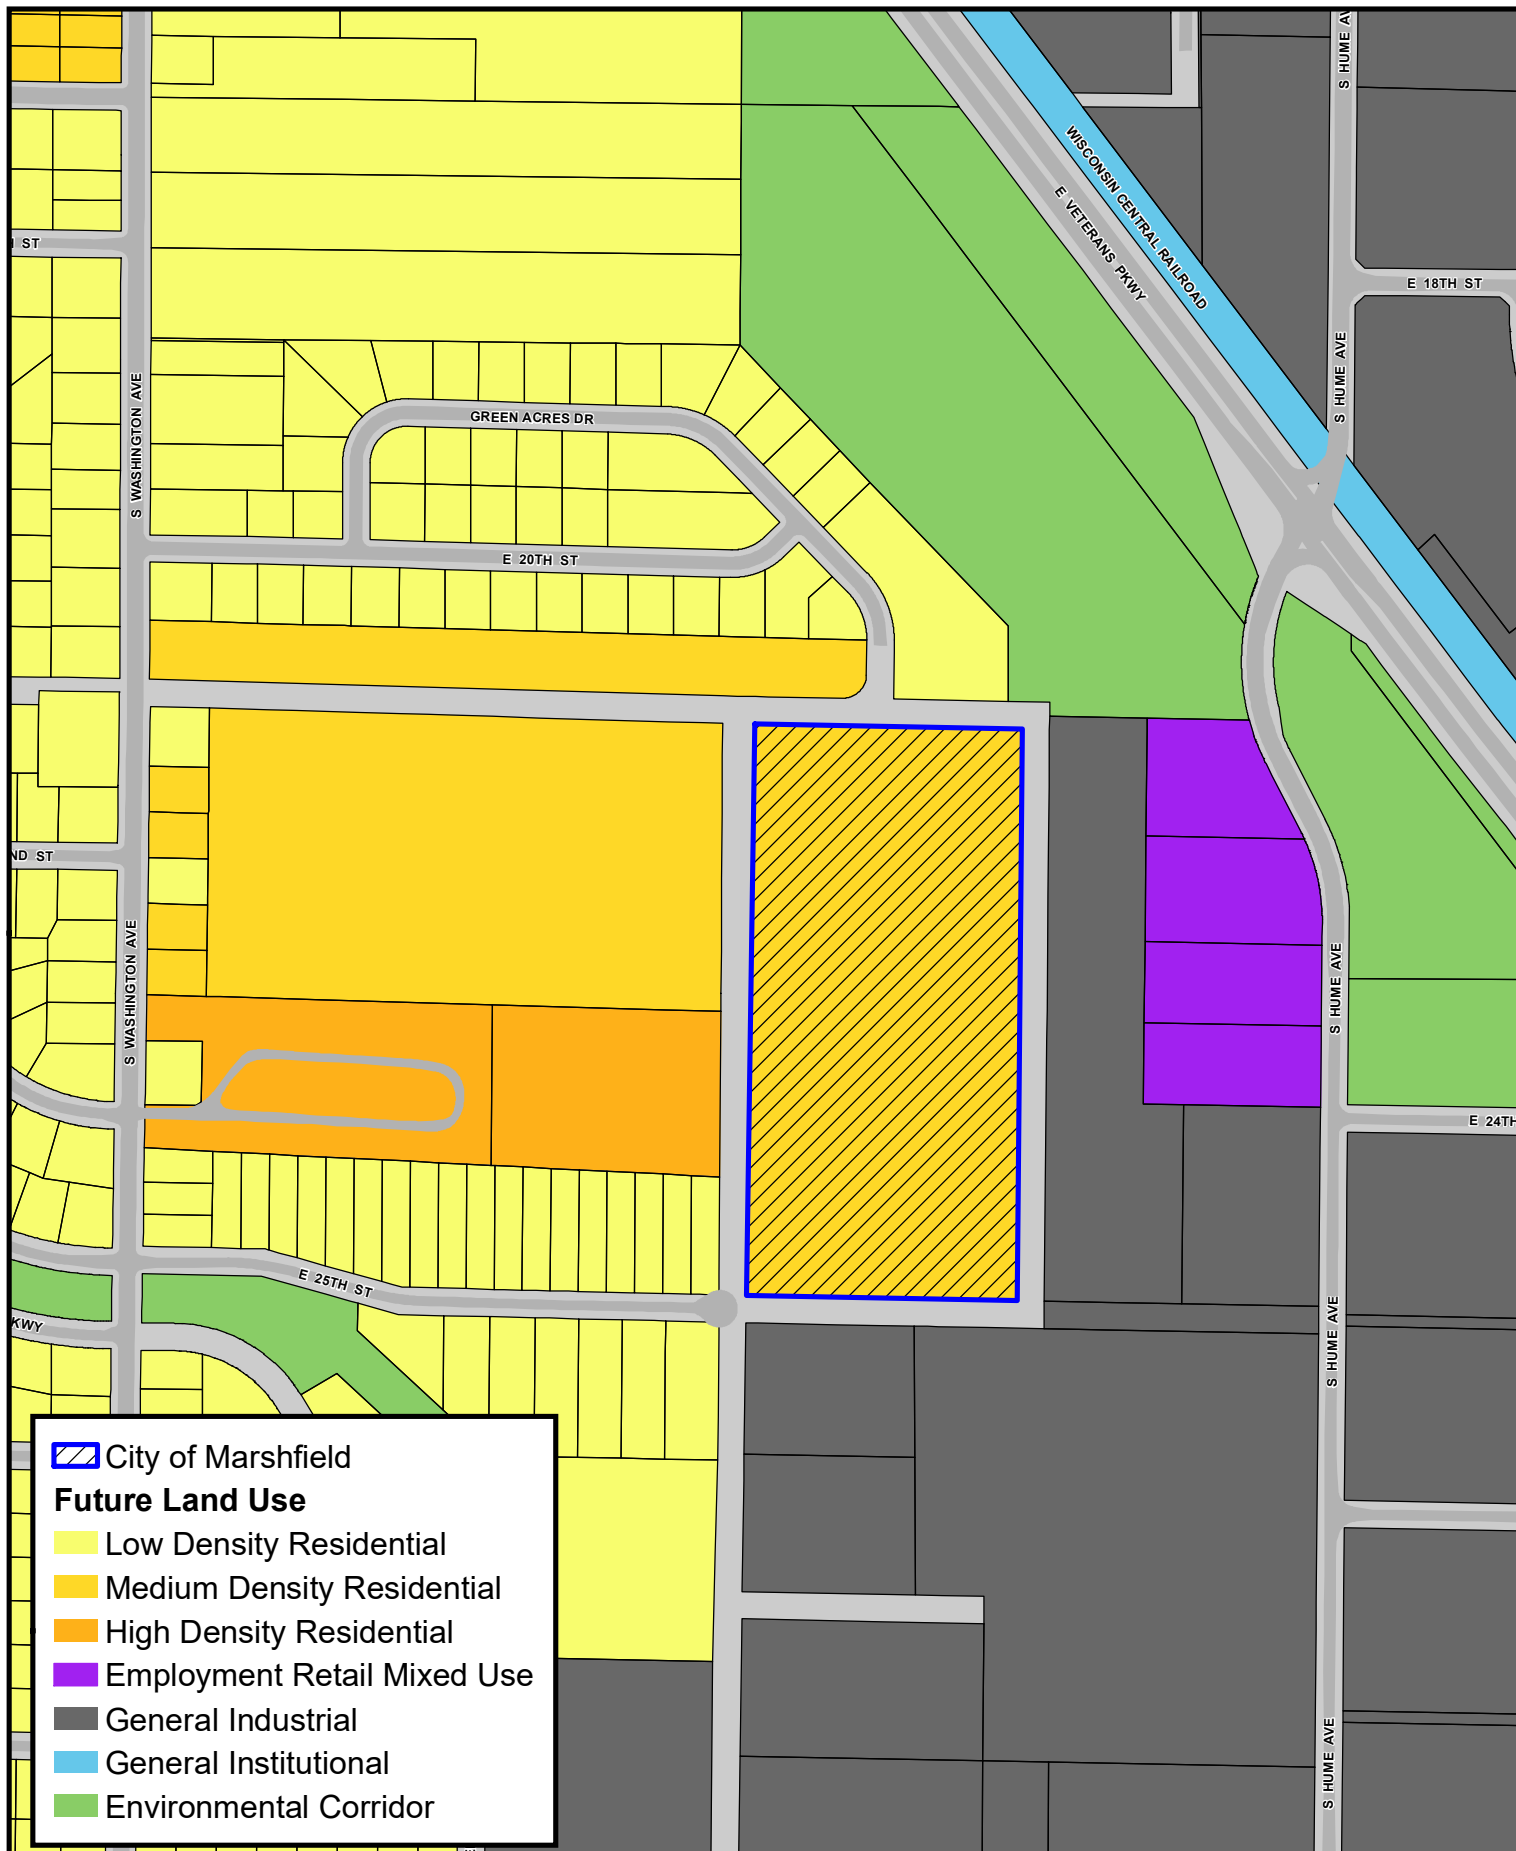 S HUME AV
WISCONSIN CENTRAL RAILROAD
E VETERANS PKWY
ST
E 18TH ST
S HUME AVE
S WASHINGTON AVE
GREEN ACRES DR
E 20TH ST
ND ST
S WASHINGTON AVE
S HUME AVE
E 24TH
E 25TH ST
KWY
S HUME AVE
City of Marshfield
Future Land Use
Low Density Residential
Medium Density Residential
High Density Residential
Employment Retail Mixed Use
General Industrial
General Institutional
Environmental Corridor
S HUME AVE